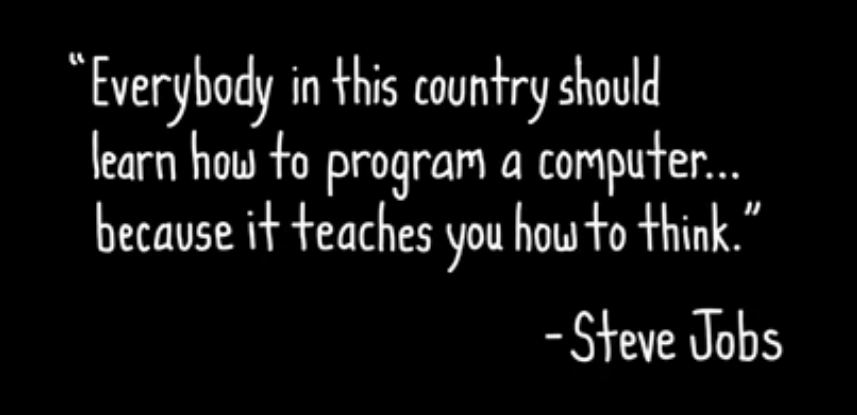 “Everybody in this country should
learn how to program a computer...
because it teaches you how to think.”
-Steve Jobs